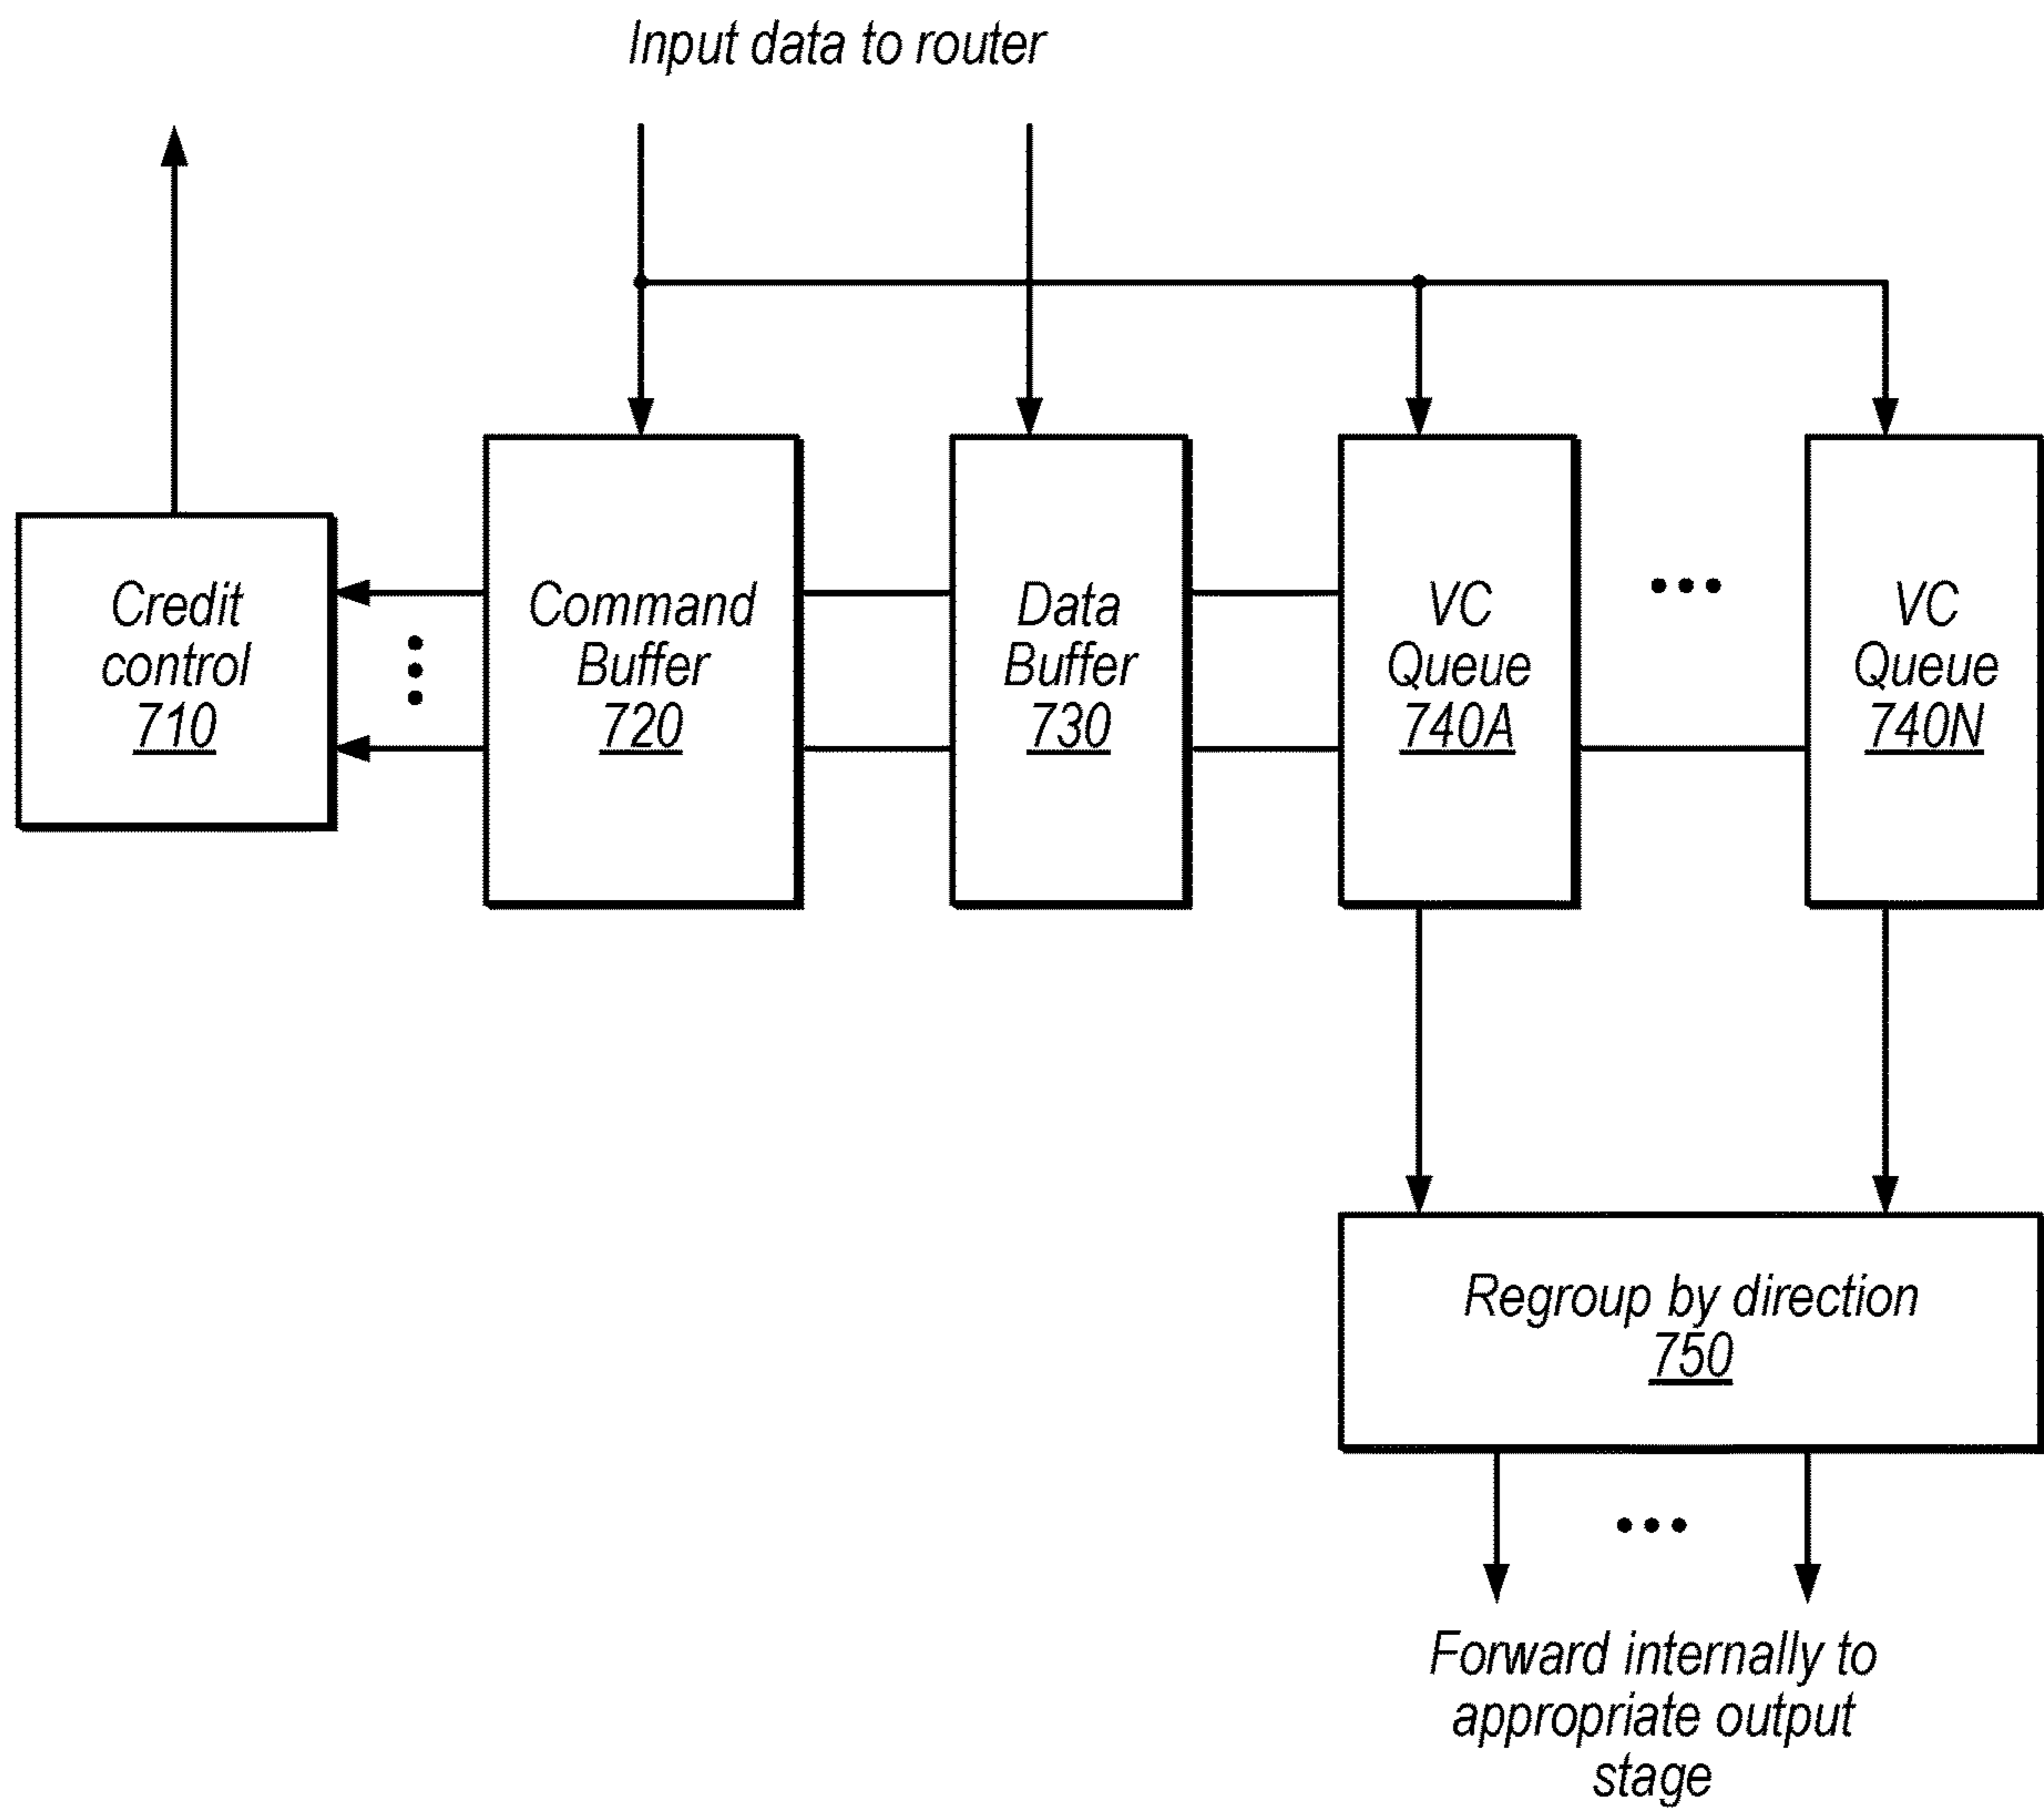 Input data to router
Credit
control
710
Command
Buffer
720
Data
Buffer
730
VC
Queue
740A
VC
Queue
740N
Regroup by direction
750
Forward internally to
appropriate output
stage